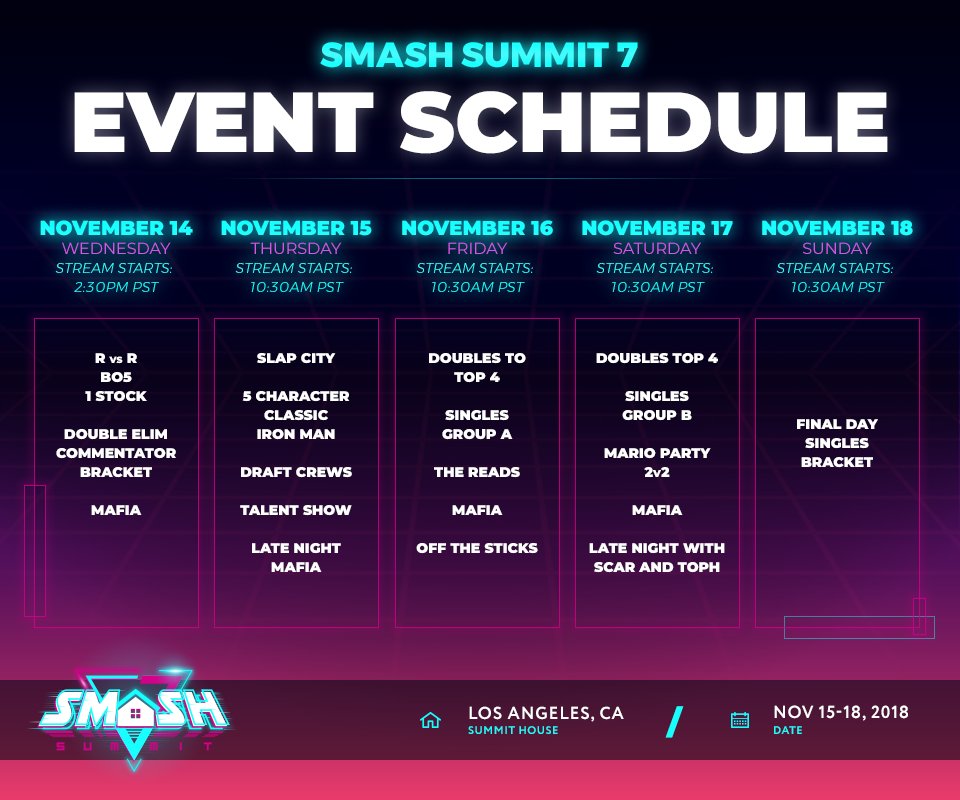 SMASH SUMMIT 7
EVENT SCHEDULE
NOVEMBER 14
WEDNESDAY
STREAM STARTS:
2:30PM PST
R vs R
BO5
1 STOCK
DOUBLE ELIM
COMMENTATOR
BRACKET
MAFIA
NOVEMBER 15
THURSDAY
STREAM STARTS:
10:30AM PST
SLAP CITY
5 CHARACTER
CLASSIC
IRON MAN
DRAFT CREWS
TALENT SHOW
LATE NIGHT
MAFIA
NOVEMBER 16
FRIDAY
STREAM STARTS:
10:30AM PST
DOUBLES TO
TOP 4
SINGLES
GROUP A
THE READS
MAFIA
OFF THE STICKS
NOVEMBER 17
SATURDAY
STREAM STARTS:
10:30AM PST
DOUBLES TOP 4
SINGLES
GROUP B
MARIO PARTY
2v2
MAFIA
LATE NIGHT WITH
SCAR AND TOPH
NOVEMBER 18
SUNDAY
STREAM STARTS:
10:30AM PST
FINAL DAY
SINGLES
BRACKET
SMASH
SUMMIT
LOS ANGELES, CA
SUMMIT HOUSE
/
NOV 15-18, 2018
DATE